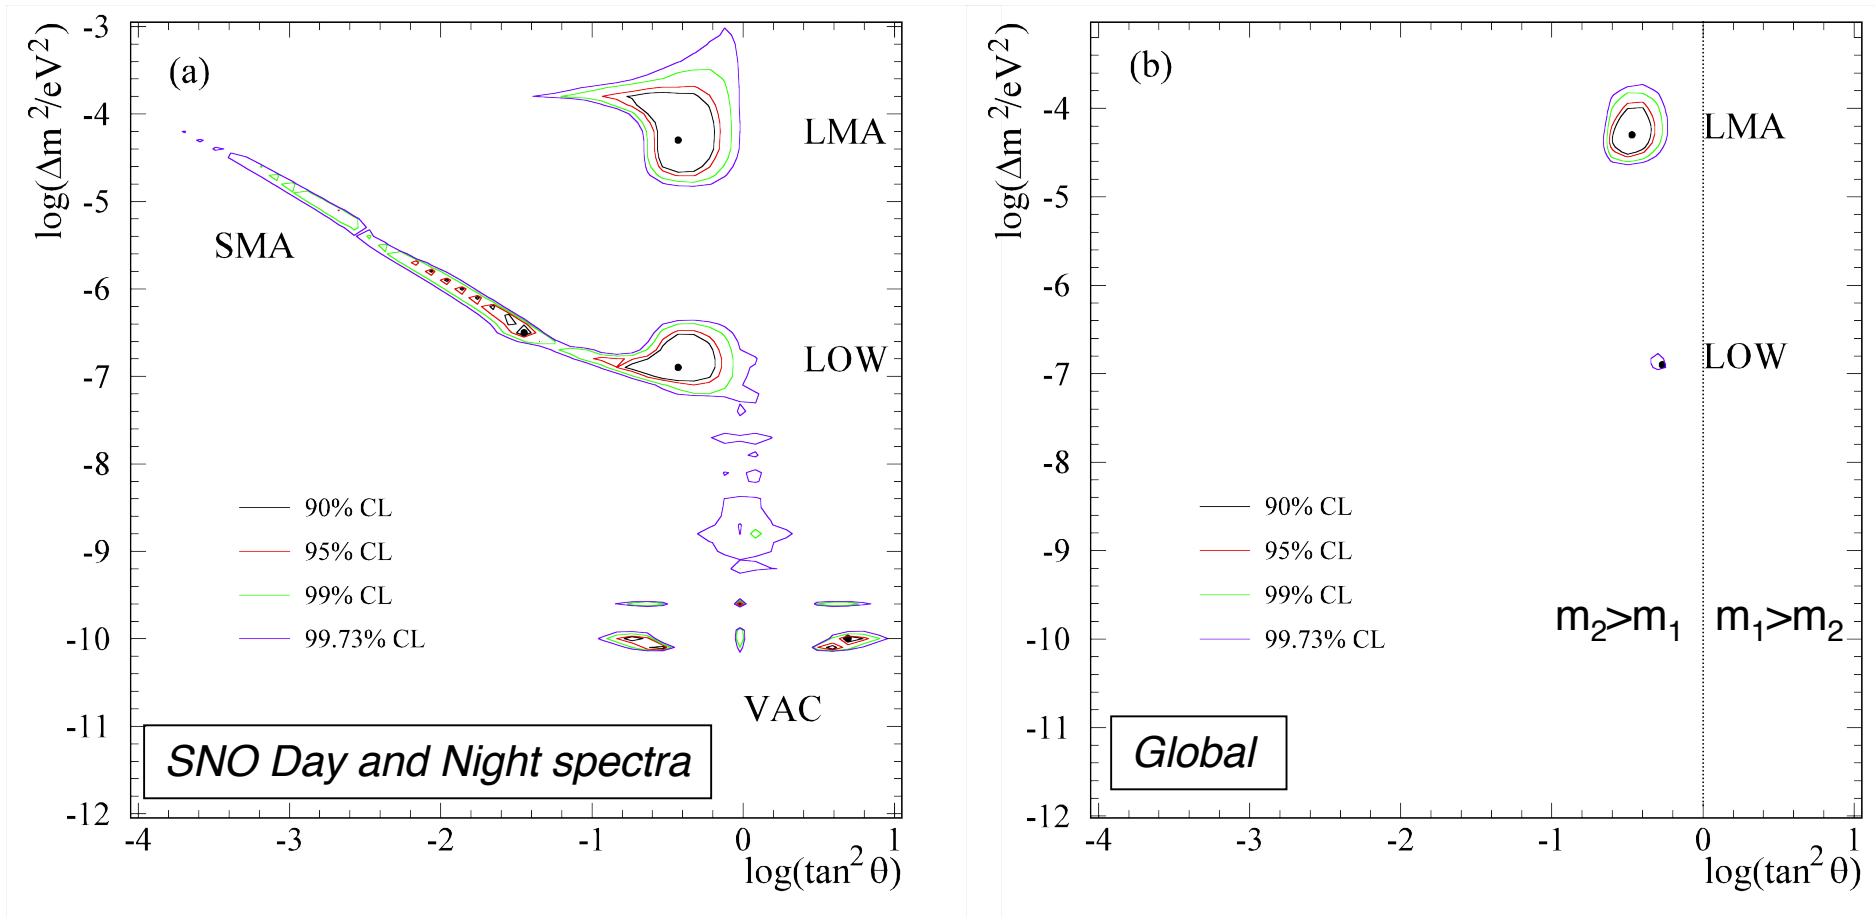 (a)
log(Δm²/eV²)
-3
-4
-5
-6
-7
-8
-9
-10
-11
-12
LMA
SMA
LOW
90% CL
95% CL
99% CL
99.73% CL
VAC
SNO Day and Night spectra
-4 -3 -2 -1 0 1
log(tan² θ)
(b)
log(Δm²/eV²)
-4
-5
-6
-7
-8
-9
-10
-11
-12
LMA
LOW
90% CL
95% CL
99% CL
99.73% CL
m₂>m₁ m₁>m₂
Global
-4 -3 -2 -1 0 1
log(tan² θ)